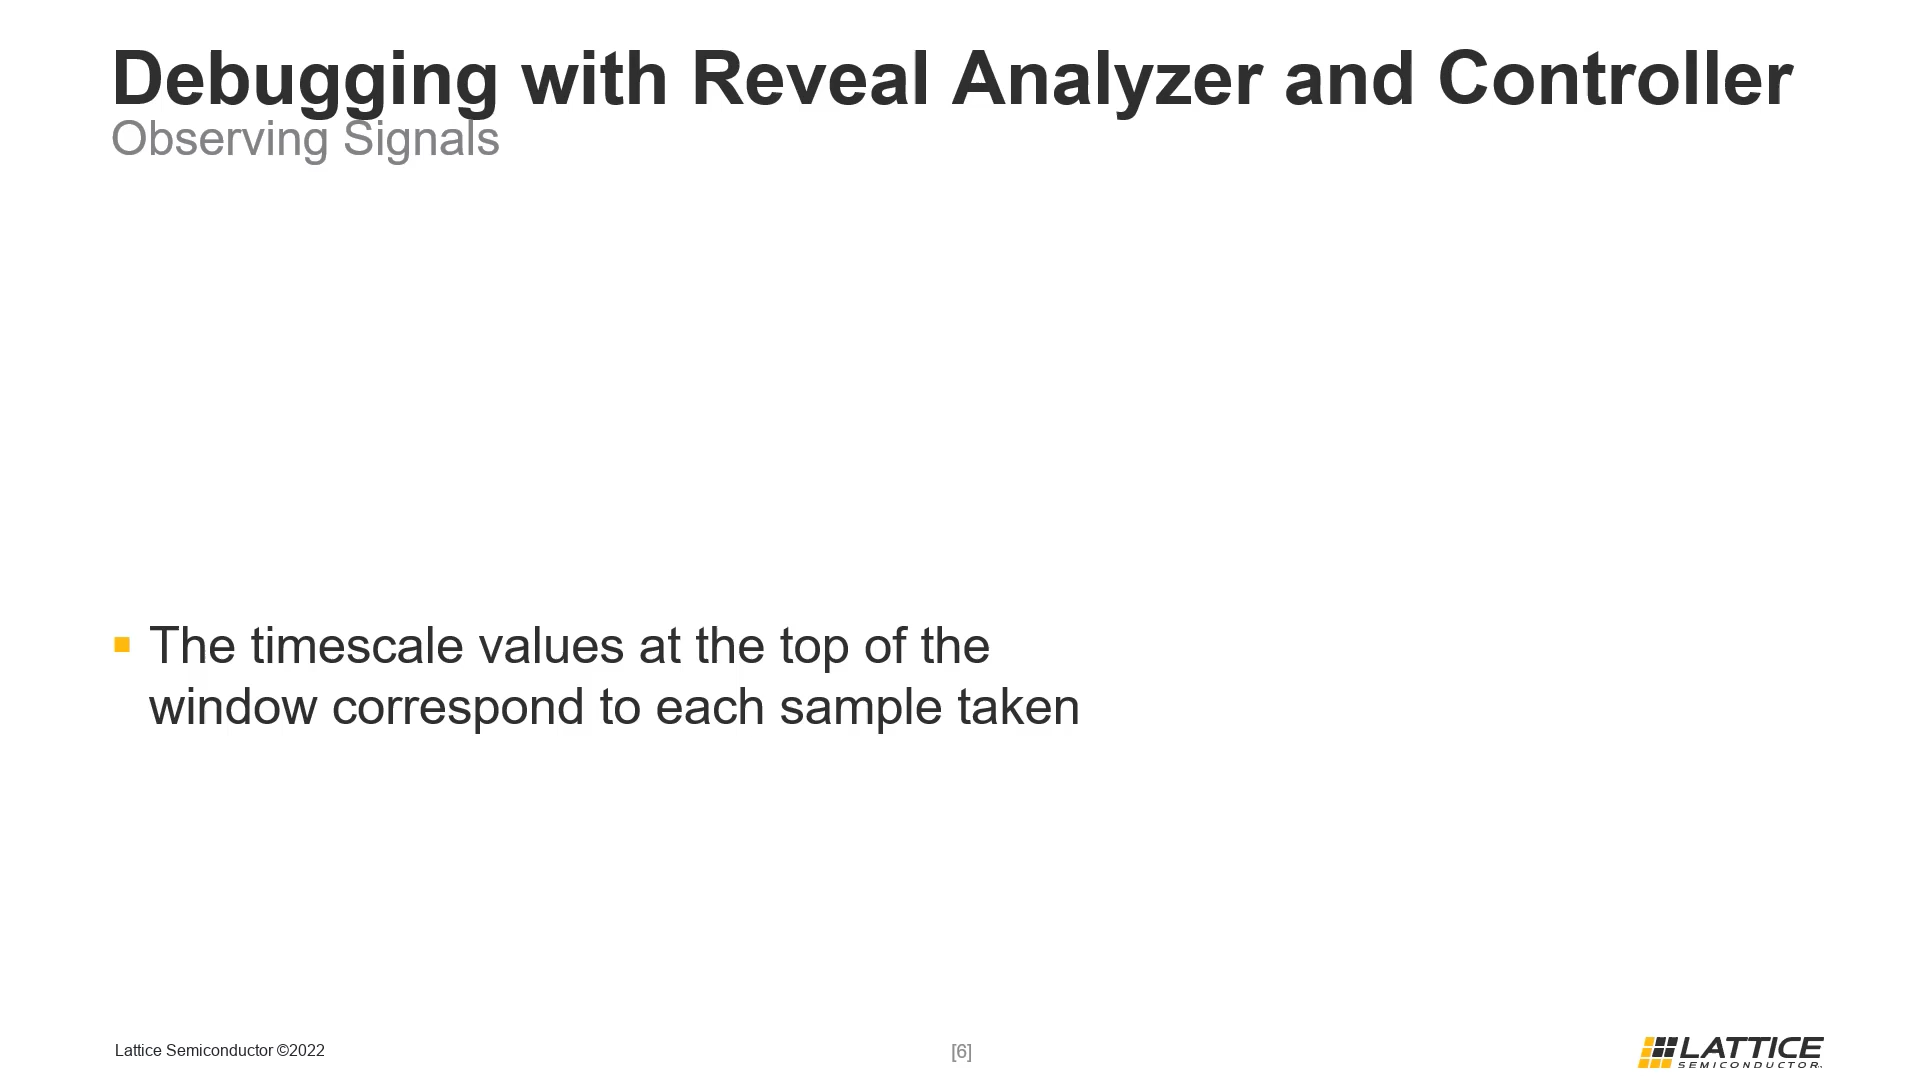 Debugging with Reveal Analyzer and Controller
Observing Signals
▪ The timescale values at the top of the
window correspond to each sample taken
Lattice Semiconductor ©2022
[6]
LATTICE
SEMICONDUCTOR